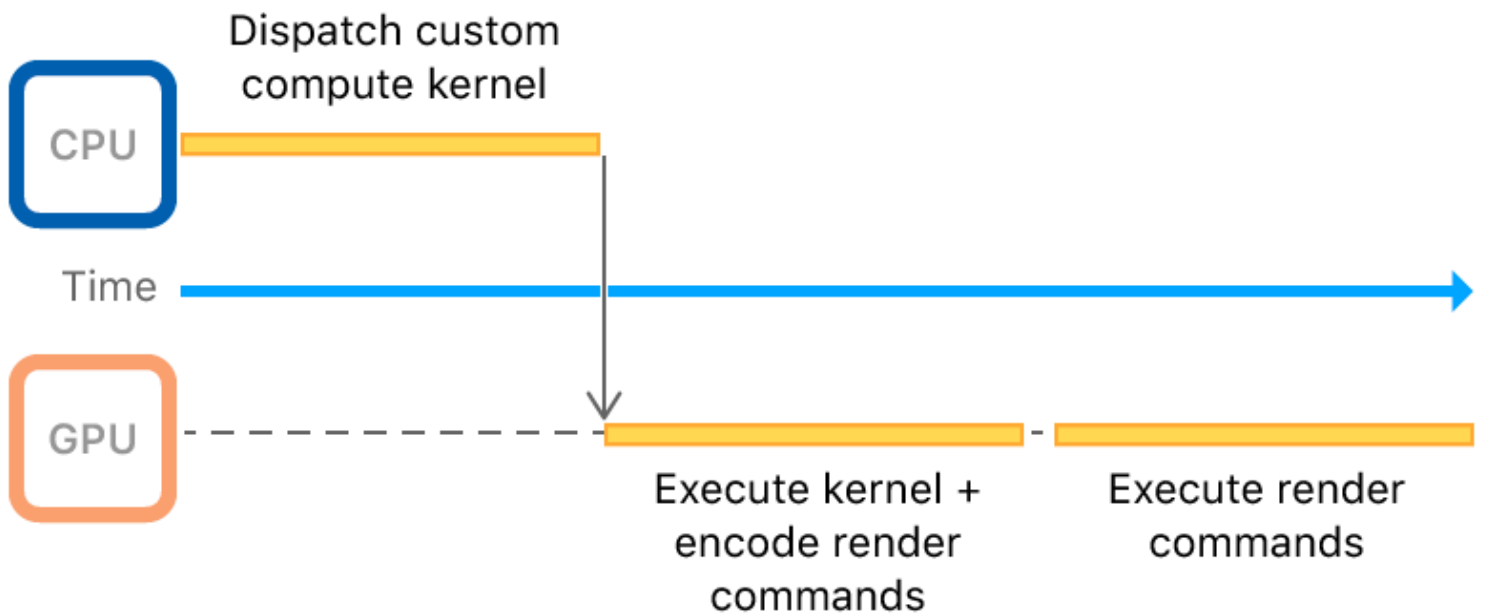 Dispatch custom
compute kernel
CPU
Time
GPU
Execute kernel +
encode render
commands
Execute render
commands